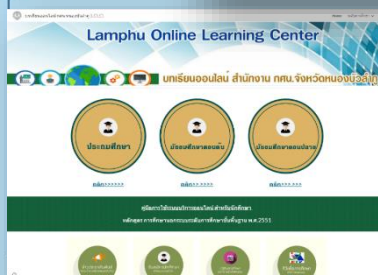 Home
Lamphu Online Learning Center
บทเรียนออนไลน์ สำนักงาน กศน.จังหวัดหนองบัวลำภู
ประถมศึกษา
มัธยมศึกษาตอนต้น
มัธยมศึกษาตอนปลาย
คลิก>>>>>>
คลิก>>>>>>
คลิก>>>>>>
คู่มือการใช้ระบบบริการออนไลน์ สำหรับนักศึกษา
หลักสูตร การศึกษานอกระบบระดับการศึกษาขั้นพื้นฐาน พ.ศ.2551